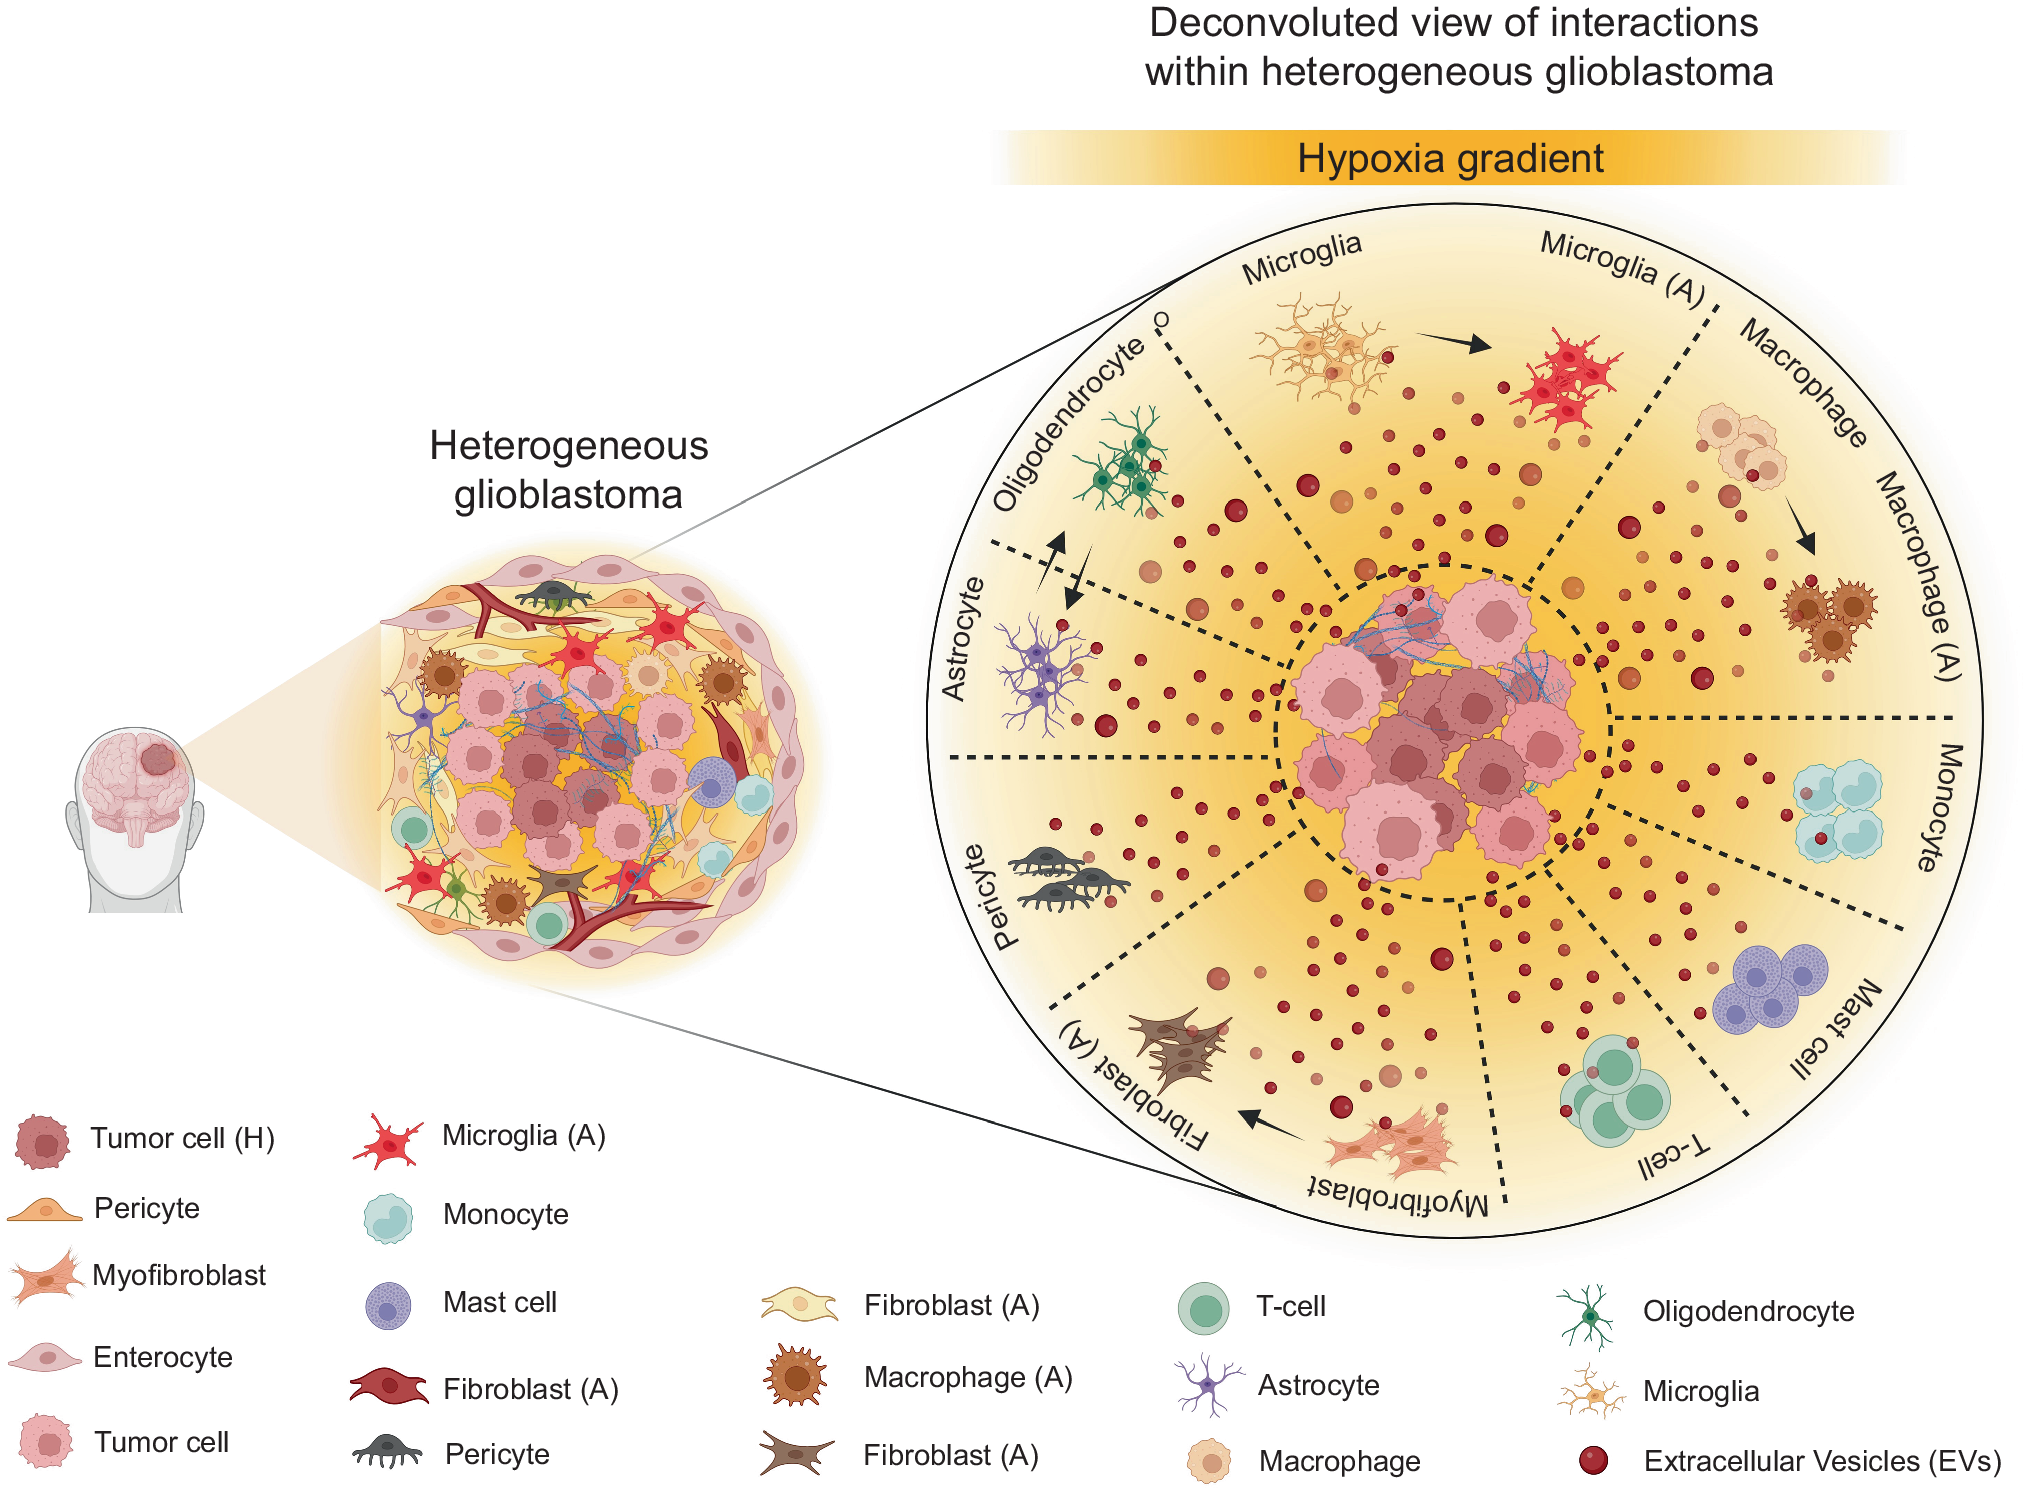 Deconvoluted view of interactions
within heterogeneous glioblastoma
Hypoxia gradient
Heterogeneous
glioblastoma
Microglia
Microglia (A)
Macrophage
Macrophage (A)
Monocyte
Mast cell
T-cell
Myofibroblast
Fibroblast (A)
Pericyte
Astrocyte
Oligodendrocyte
O
Tumor cell (H)
Pericyte
Myofibroblast
Enterocyte
Tumor cell
Microglia (A)
Monocyte
Mast cell
Fibroblast (A)
Pericyte
Fibroblast (A)
Macrophage (A)
Fibroblast (A)
T-cell
Astrocyte
Macrophage
Oligodendrocyte
Microglia
Extracellular Vesicles (EVs)